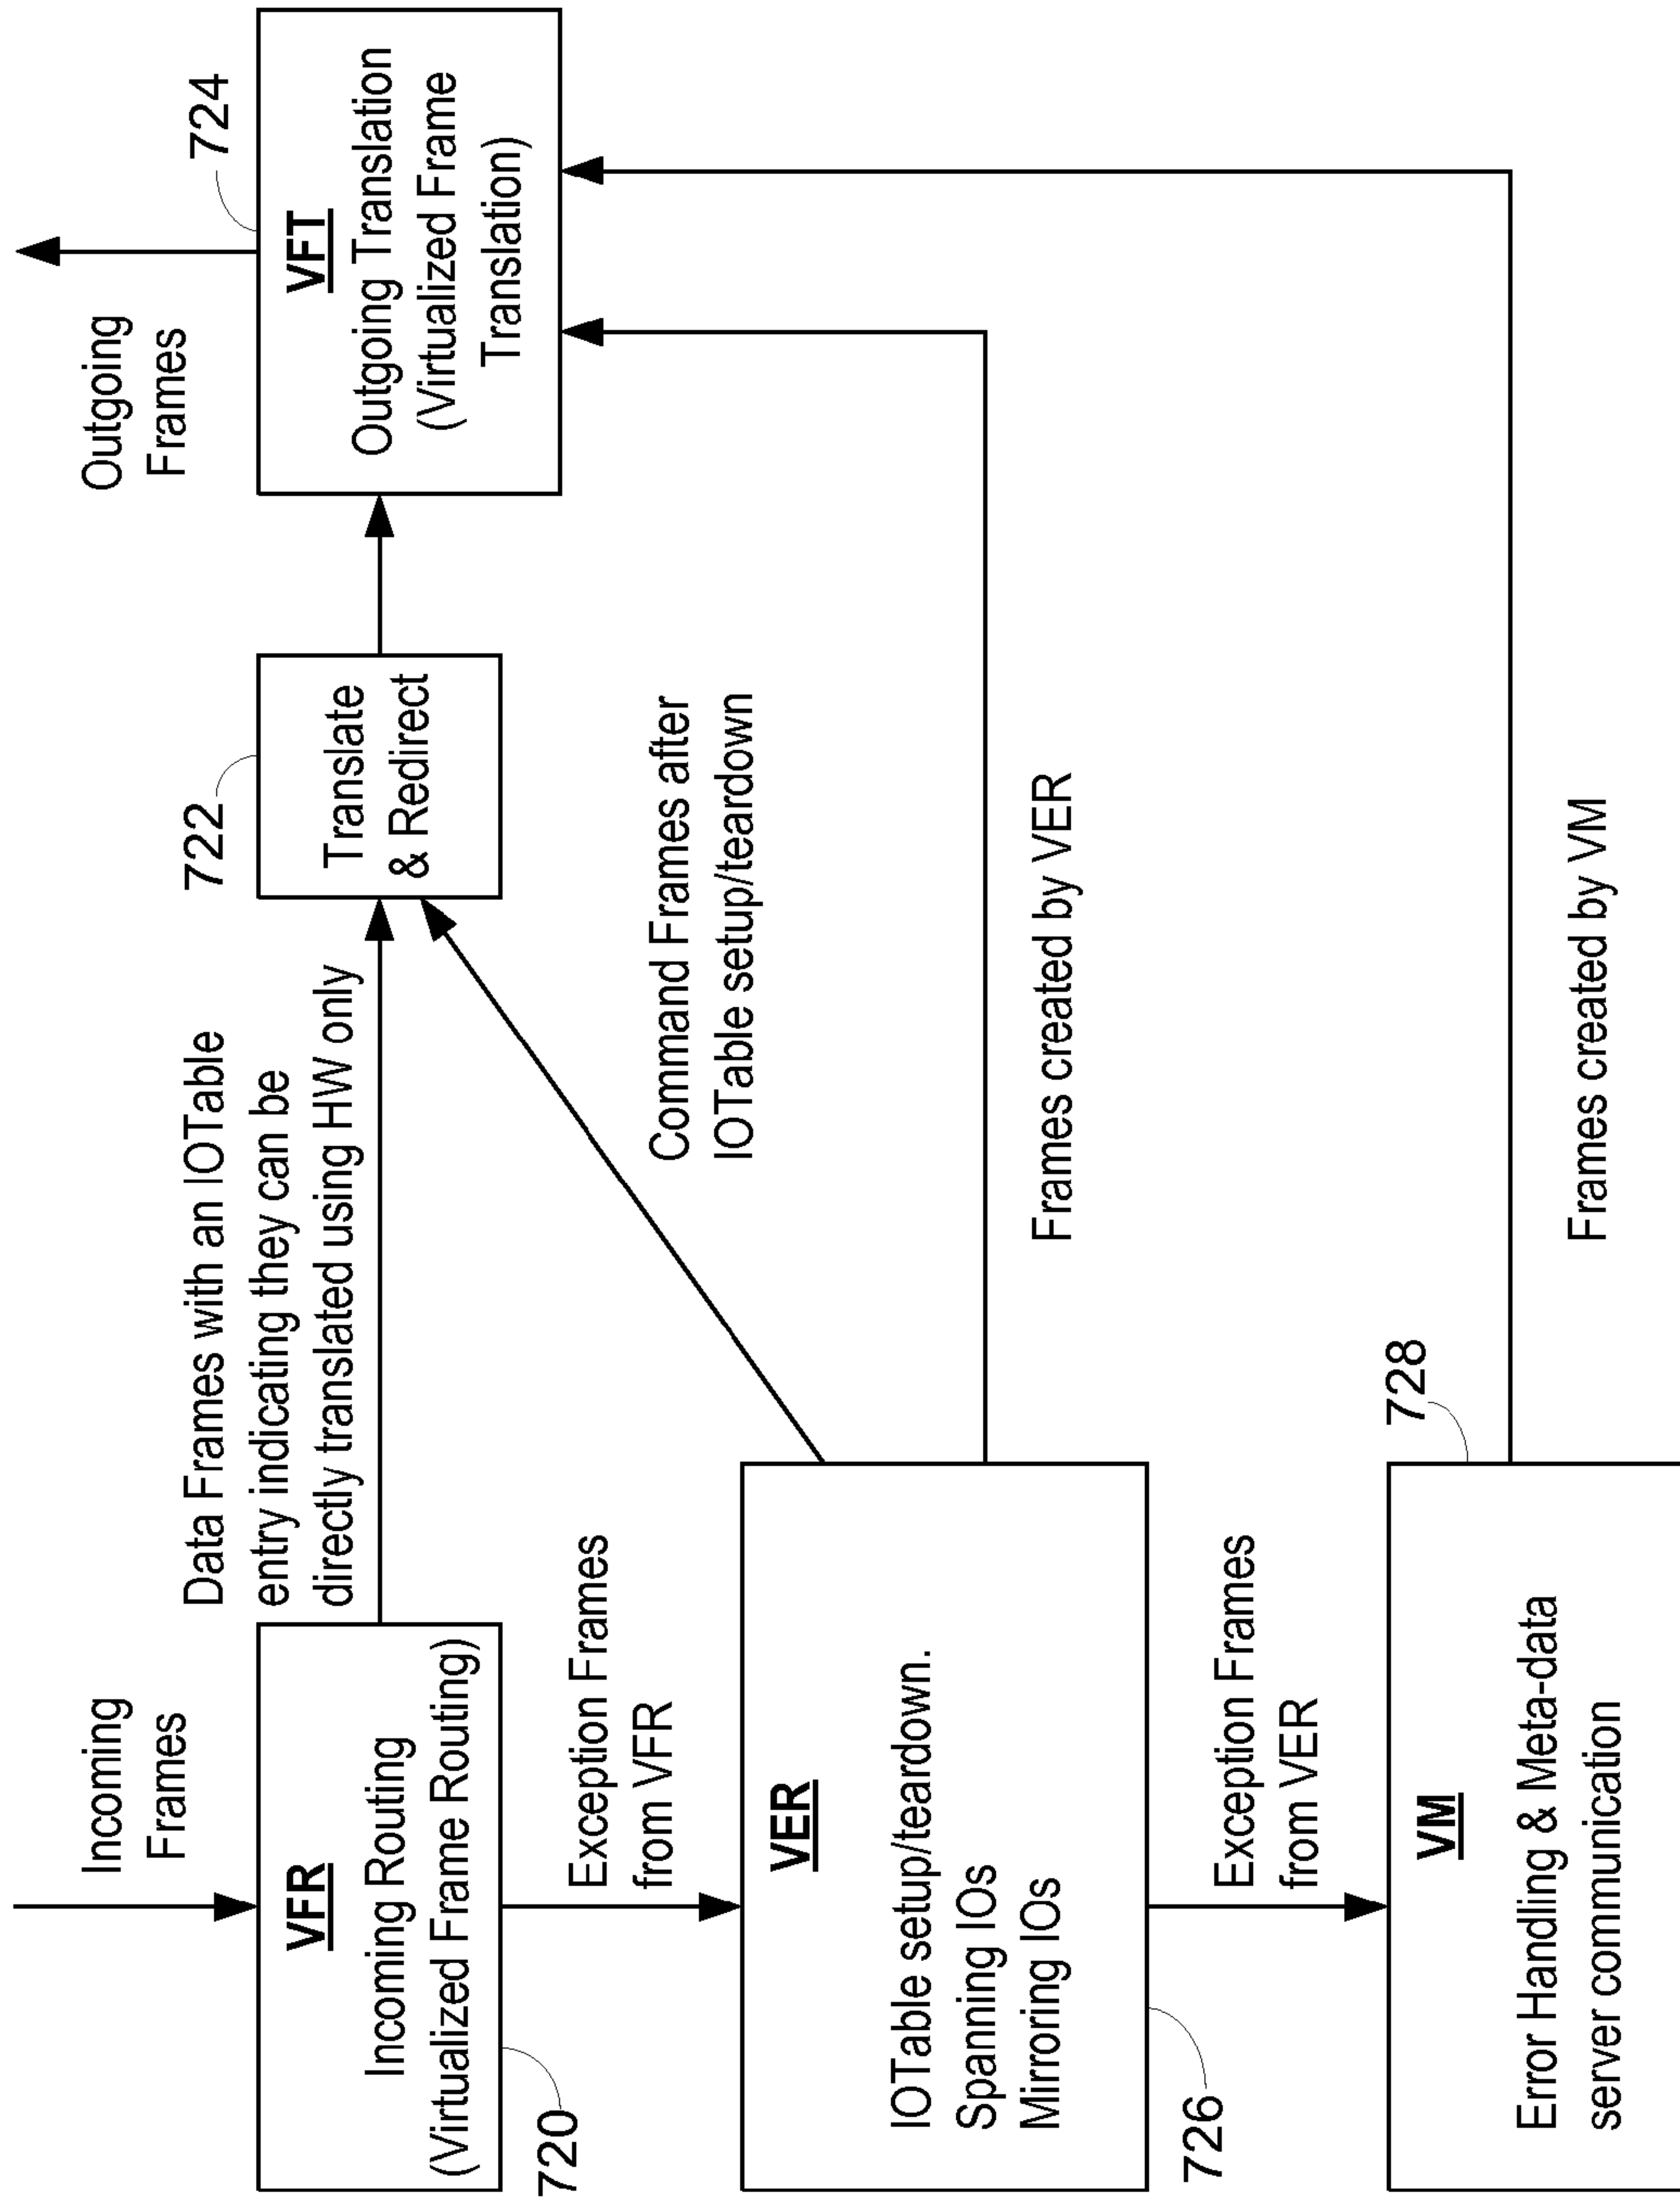 Incoming
Frames
Outgoing
Frames
724
722
Data Frames with an IOTable
entry indicating they can be
directly translated using HW only
VFR
Incoming Routing
(Virtualized Frame Routing)
Translate
& Redirect
VFT
Outgoing Translation
(Virtualized Frame
Translation)
720
Exception Frames
from VFR
Command Frames after
IOTable setup/teardown
VER
IOTable setup/teardown.
Spanning IOs
Mirroring IOs
Frames created by VER
726
Exception Frames
from VER
728
VM
Error Handling & Meta-data
server communication
Frames created by VM